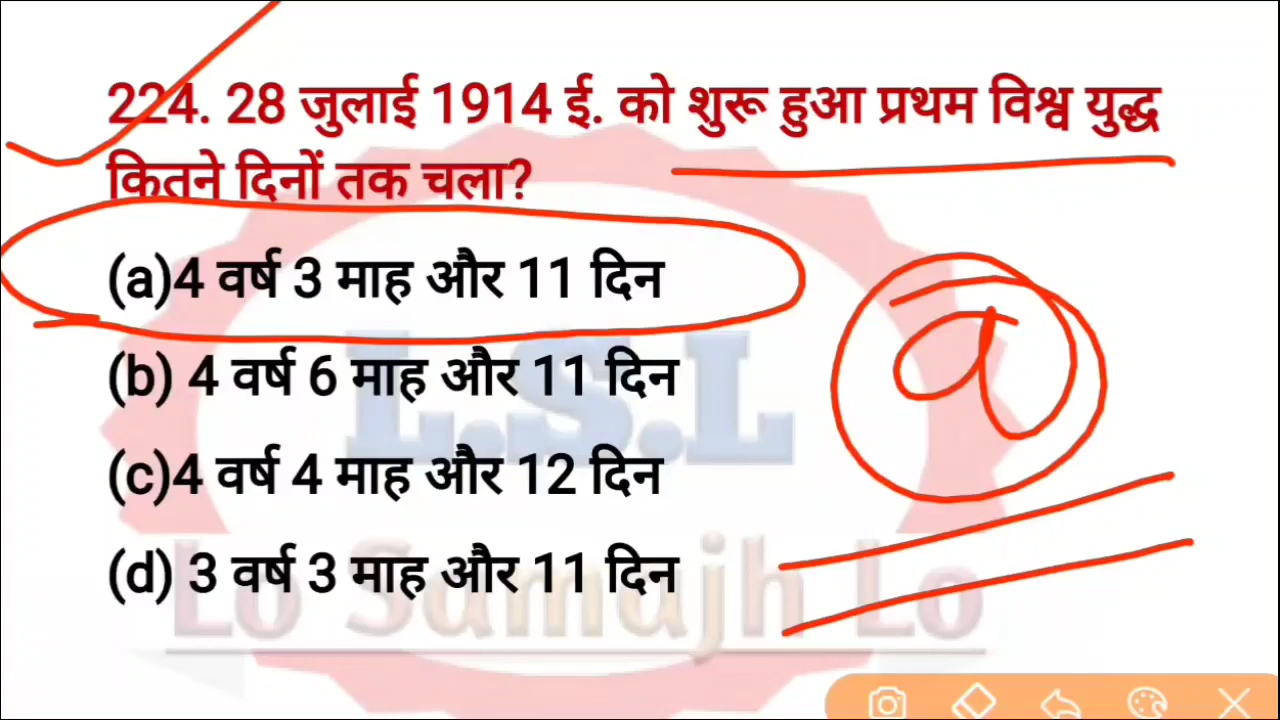 224. 28 जुलाई 1914 ई. को शुरू हुआ प्रथम विश्व युद्ध
कितने दिनों तक चला?
(a)4 वर्ष 3 माह और 11 दिन
(b) 4 वर्ष 6 माह और 11 दिन
(c)4 वर्ष 4 माह और 12 दिन
(d) 3 वर्ष 3 माह और 11 दिन
a
L.S.L
Lo Samajh Lo